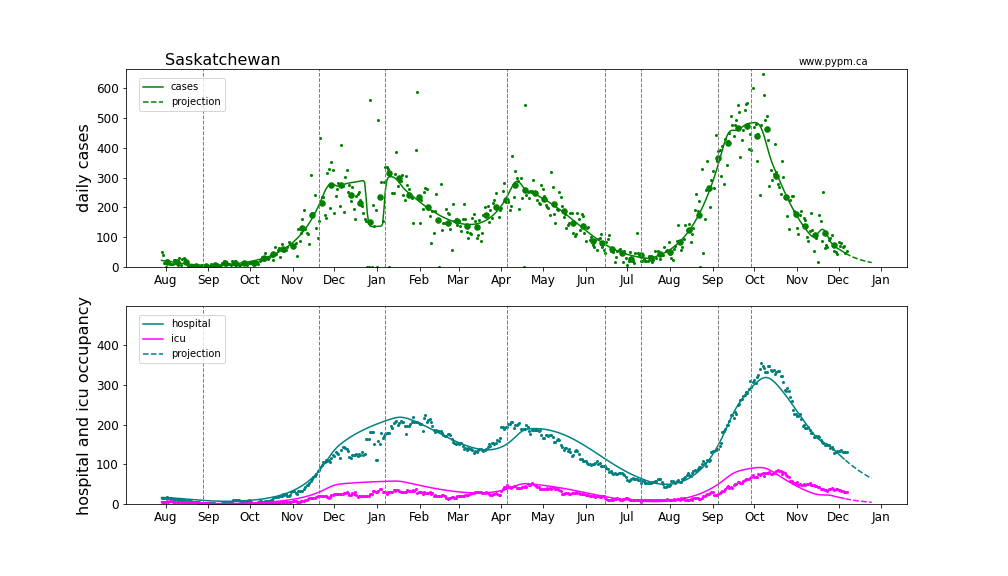 Saskatchewan
www.pypm.ca
daily cases
600
500
400
300
200
100
0
cases
projection
Aug Sep Oct Nov Dec Jan Feb Mar Apr May Jun Jul Aug Sep Oct Nov Dec Jan
hospital and icu occupancy
400
300
200
100
0
hospital
icu
projection
Aug Sep Oct Nov Dec Jan Feb Mar Apr May Jun Jul Aug Sep Oct Nov Dec Jan